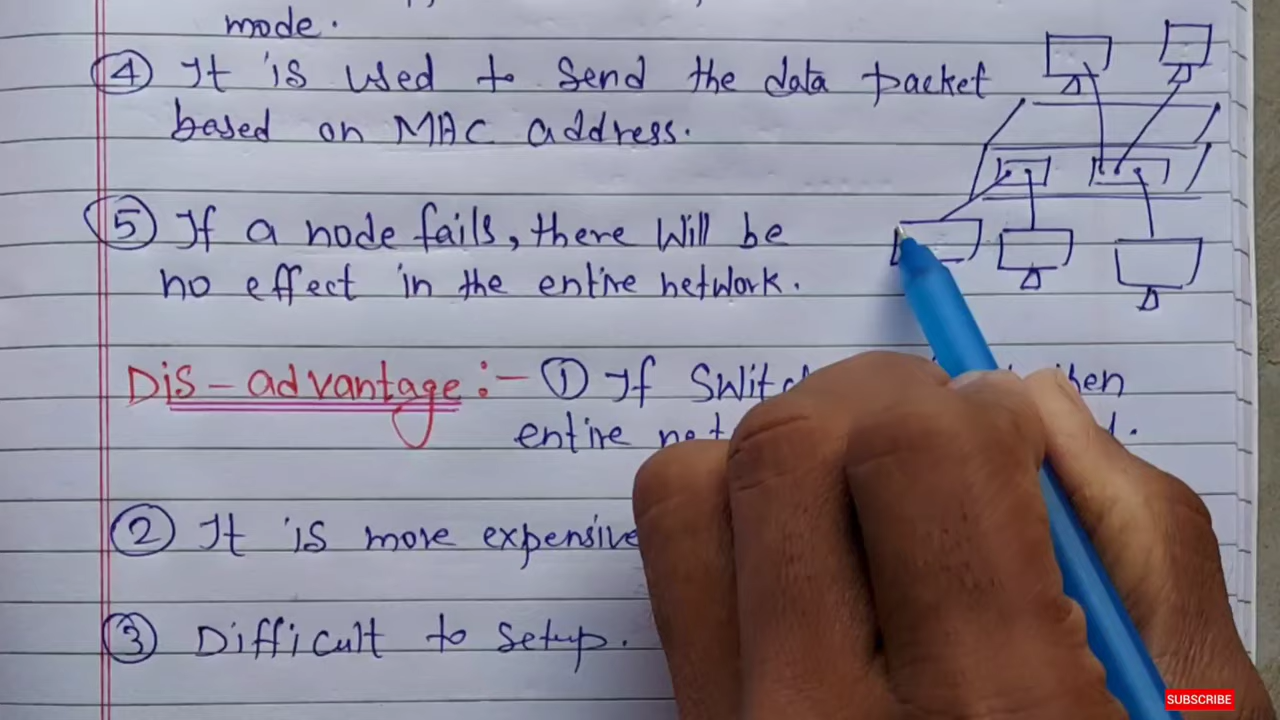 mode.
④ It is used to send the data packet
based on MAC address.
⑤ If a node fails, there will be
no effect in the entire network.
Dis-advantage :- ① If
entire
② It is more expensive
③ Difficult to setup.
SUBSCRIBE